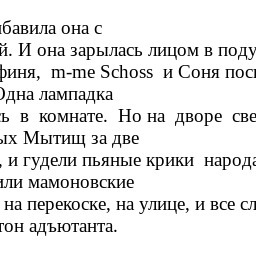 бавила она с
й. И она зарылась лицом в поду
финя, m-me Schoss и Соня пос
Одна лампадка
ь в комнате. Но на дворе све
ых Мытищ за две
, и гудели пьяные крики народа
или мамоновские
на перекоске, на улице, и все сл
тон адъютанта.